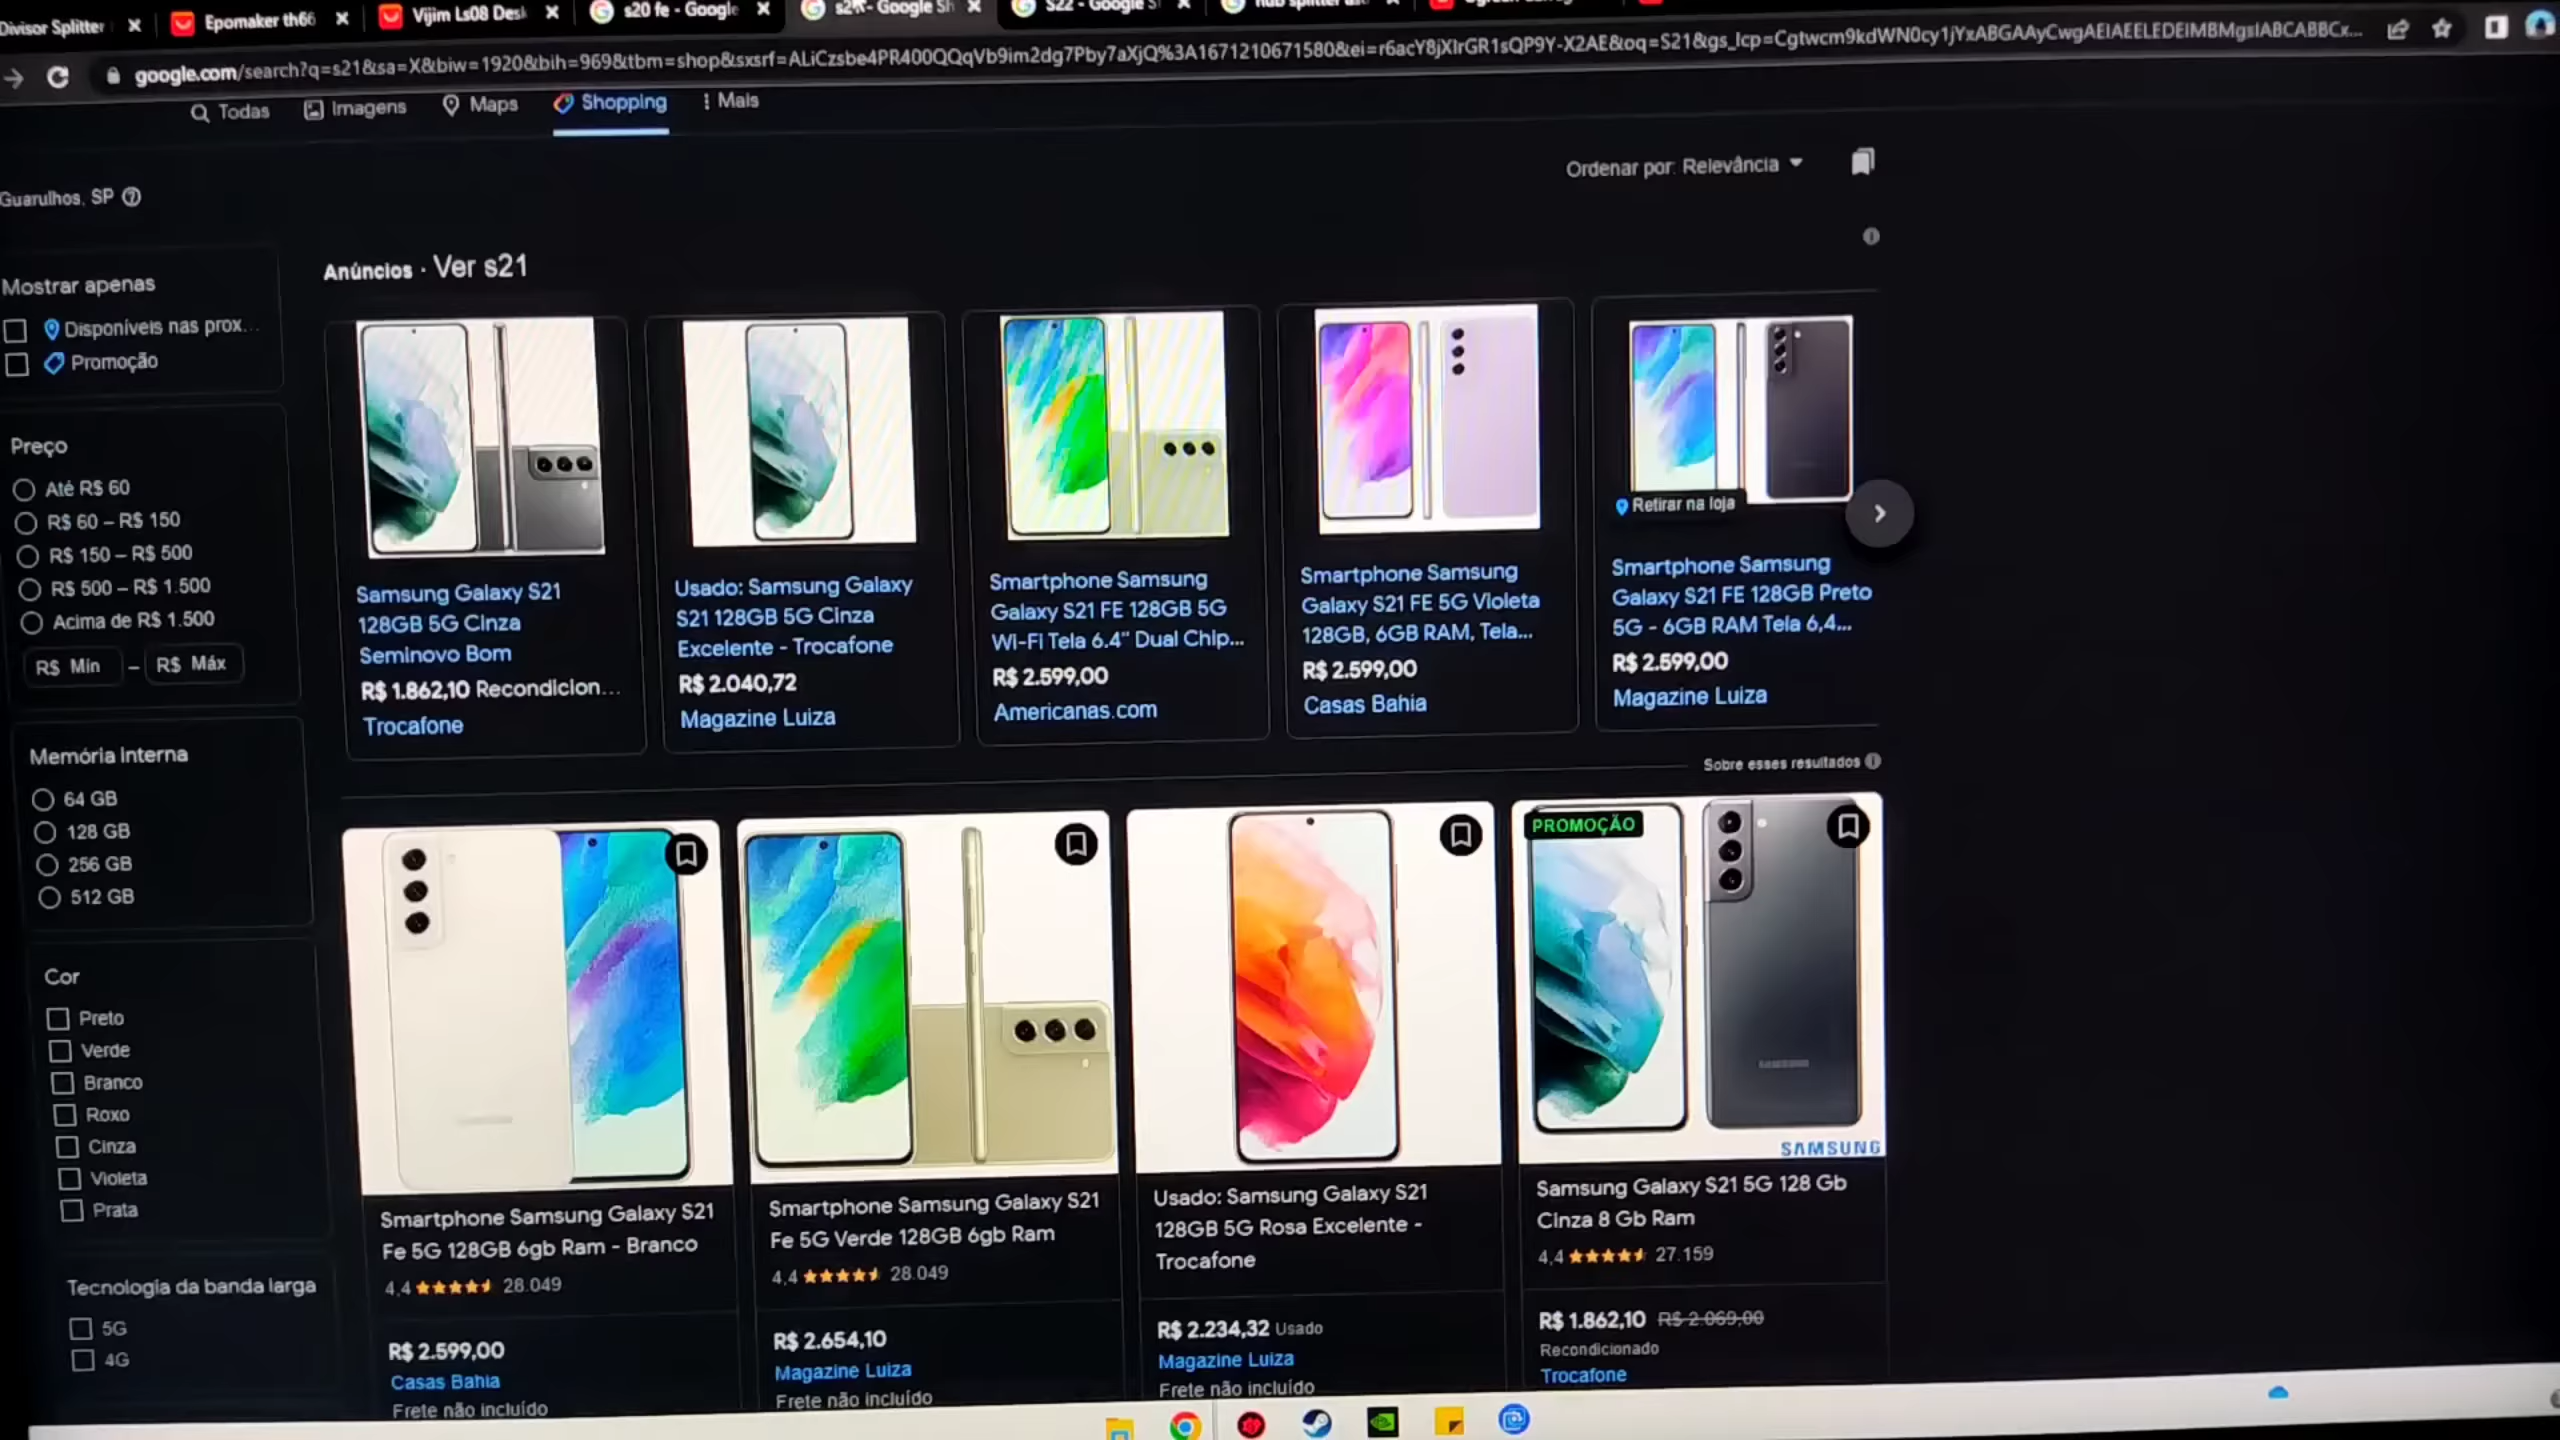 Divisor Splitter
Epomaker th66
Vijim Ls08 Desk
s20 fe - Google
S22 - Google S
google.com/search?q=s21&sa=X&biw=1920&bih=969&tbm=shop&sxsrf=
Todas
Imagens
Maps
Shopping
Mais
Guarulhos, SP
Ordenar por: Relevância
Mostrar apenas
Disponíveis nas prox...
Promoção
Preço
Até R$ 60
R$ 60 – R$ 150
R$ 150 – R$ 500
R$ 500 – R$ 1.500
Acima de R$ 1.500
R$ Mín – R$ Máx
Memória interna
64 GB
128 GB
256 GB
512 GB
Cor
Preto
Verde
Branco
Roxo
Cinza
Violeta
Prata
Tecnologia da banda larga
5G
4G
Anúncios · Ver s21
Samsung Galaxy S21
128GB 5G Cinza
Seminovo Bom
R$ 1.862,10 Recondicion...
Trocafone
Usado: Samsung Galaxy
S21 128GB 5G Cinza
Excelente - Trocafone
R$ 2.040,72
Magazine Luiza
Smartphone Samsung
Galaxy S21 FE 128GB 5G
Wi-Fi Tela 6.4" Dual Chip...
R$ 2.599,00
Americanas.com
Smartphone Samsung
Galaxy S21 FE 5G Violeta
128GB, 6GB RAM, Tela...
R$ 2.599,00
Casas Bahia
Retirar na loja
Smartphone Samsung
Galaxy S21 FE 128GB Preto
5G - 6GB RAM Tela 6,4...
R$ 2.599,00
Magazine Luiza
Sobre esses resultados
Smartphone Samsung Galaxy S21
Fe 5G 128GB 6gb Ram - Branco
4,4 28.049
R$ 2.599,00
Casas Bahia
Frete não incluído
Smartphone Samsung Galaxy S21
Fe 5G Verde 128GB 6gb Ram
4,4 28.049
R$ 2.654,10
Magazine Luiza
Frete não incluído
Usado: Samsung Galaxy S21
128GB 5G Rosa Excelente -
Trocafone
R$ 2.234,32 Usado
Magazine Luiza
Frete não incluído
PROMOÇÃO
SAMSUNG
Samsung Galaxy S21 5G 128 Gb
Cinza 8 Gb Ram
4,4 27.159
R$ 1.862,10 R$ 2.069,00
Recondicionado
Trocafone